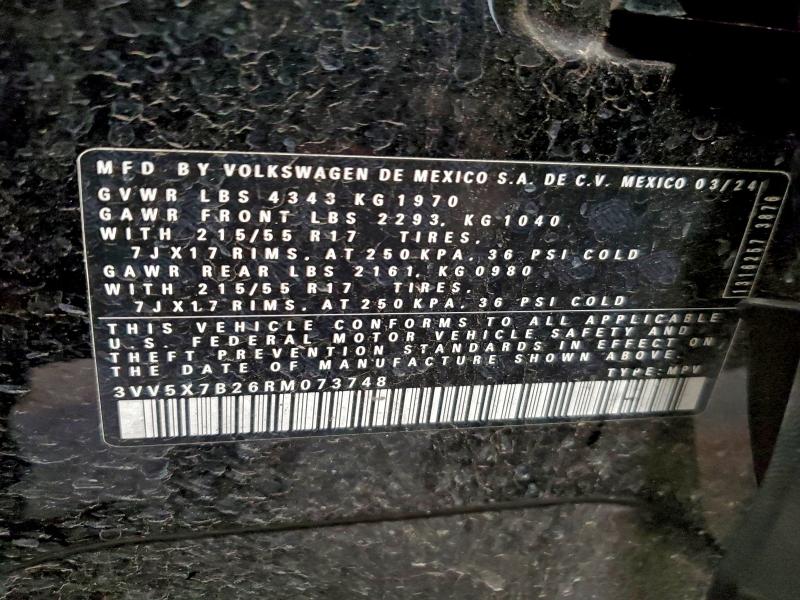 MFD BY VOLKSWAGEN DE MEXICO S.A. DE C.V. MEXICO 03/24
GVWR LBS 4343 KG 1970
GAWR FRONT LBS 2293, KG 1040
WITH 215/55 R17 TIRES,
7JX17 RIMS, AT 250 KPA, 36 PSI COLD
GAWR REAR LBS 2161, KG0980
WITH 215/55 R17 TIRES,
7JX17 RIMS, AT 250 KPA, 36 PSI COLD
THIS VEHICLE CONFORMS TO ALL APPLICABLE
U.S. FEDERAL MOTOR VEHICLE SAFETY AND
THEFT PREVENTION STANDARDS IN EFFECT ON
THE DATE OF MANUFACTURE SHOWN ABOVE.
TYPE: MPV
3VV5X7B26RM073748